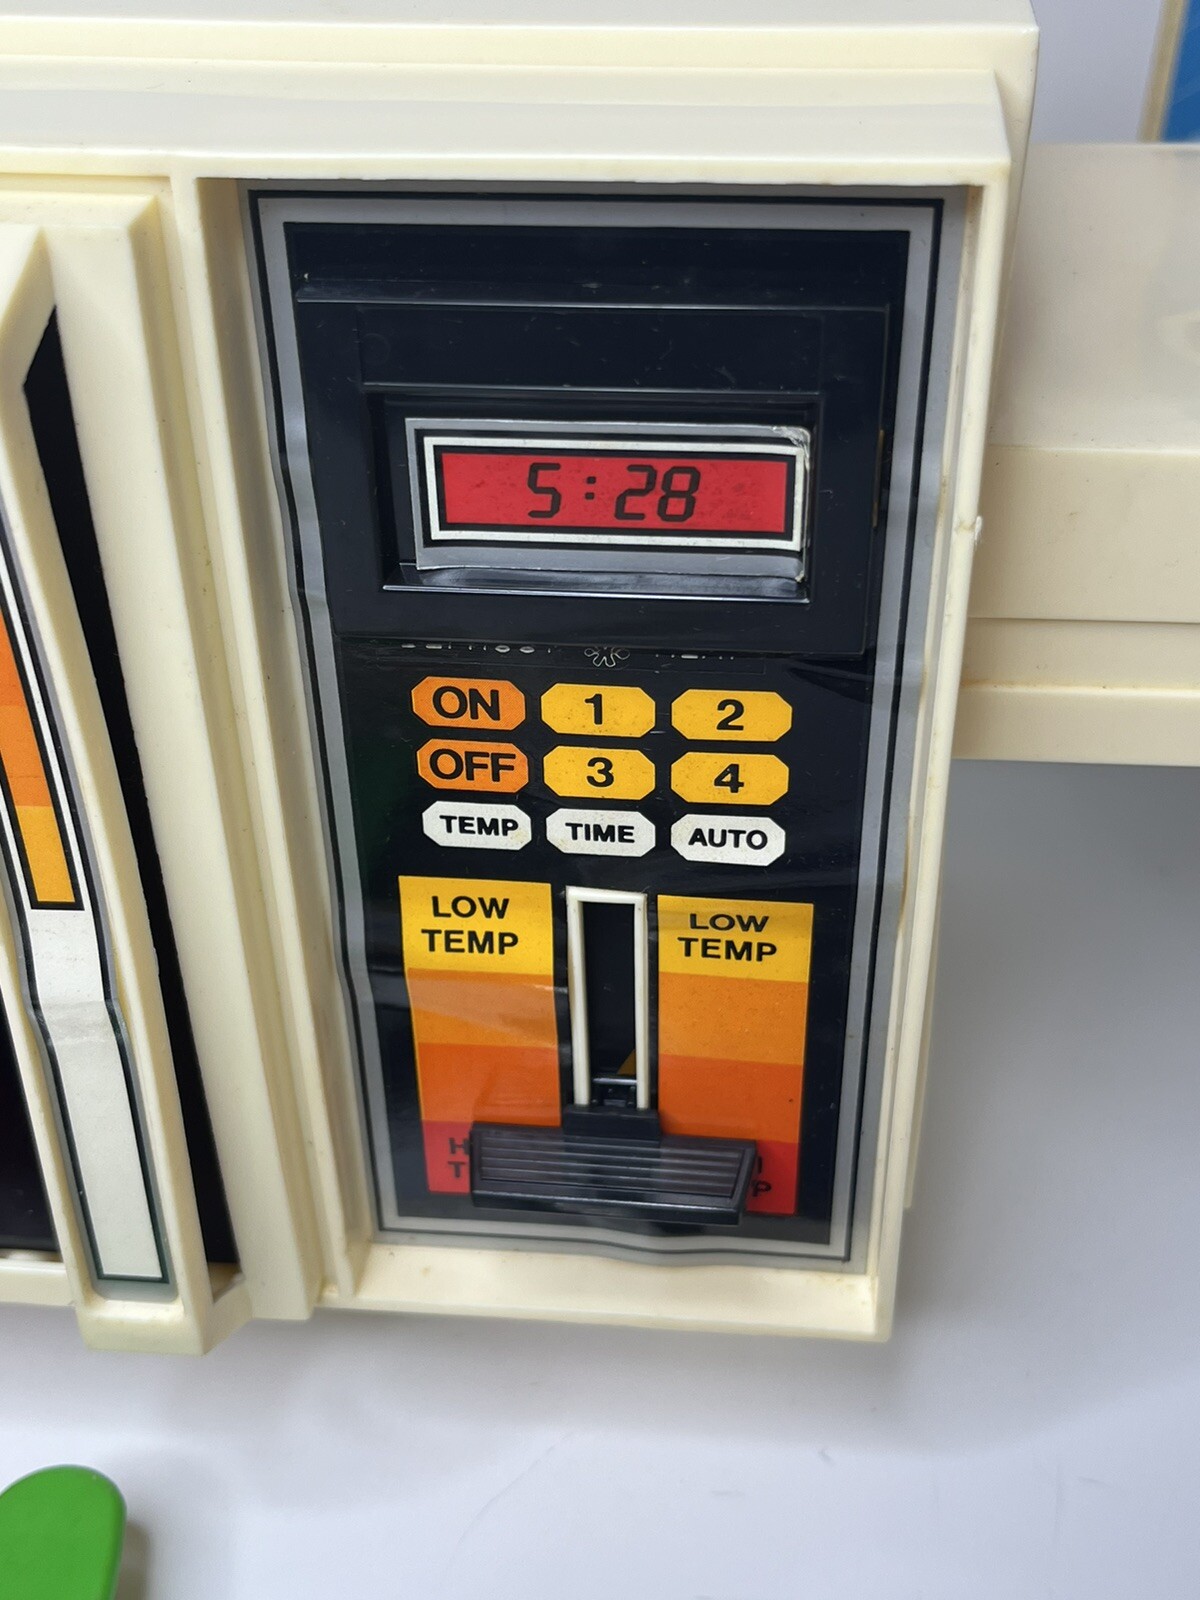 5:28
ON 1 2
OFF 3 4
TEMP TIME AUTO
LOW TEMP
LOW TEMP